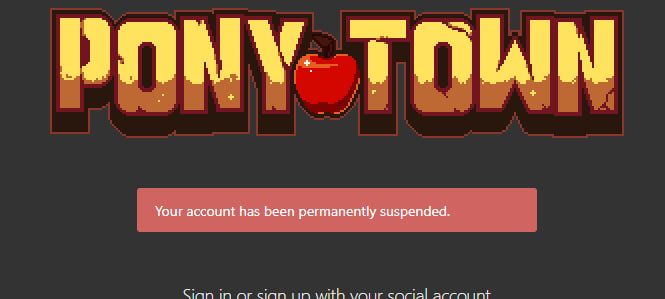 PONY TOWN
Your account has been permanently suspended.
Sign in or sign up with your social account